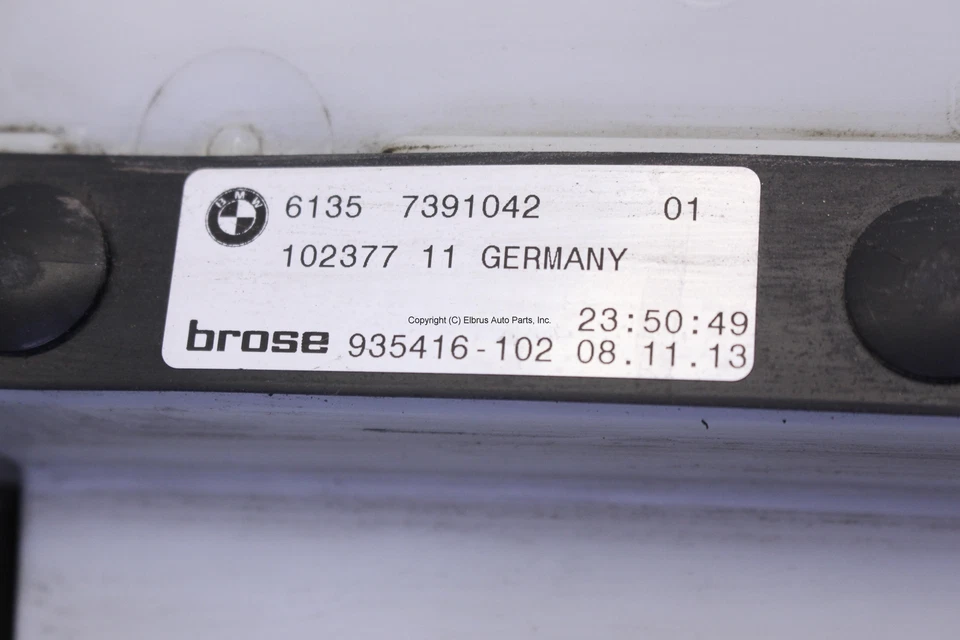 BMW
6135 7391042 01
102377 11 GERMANY
Copyright (C) Elbrus Auto Parts, Inc.
23:50:49
brose 935416-102 08.11.13